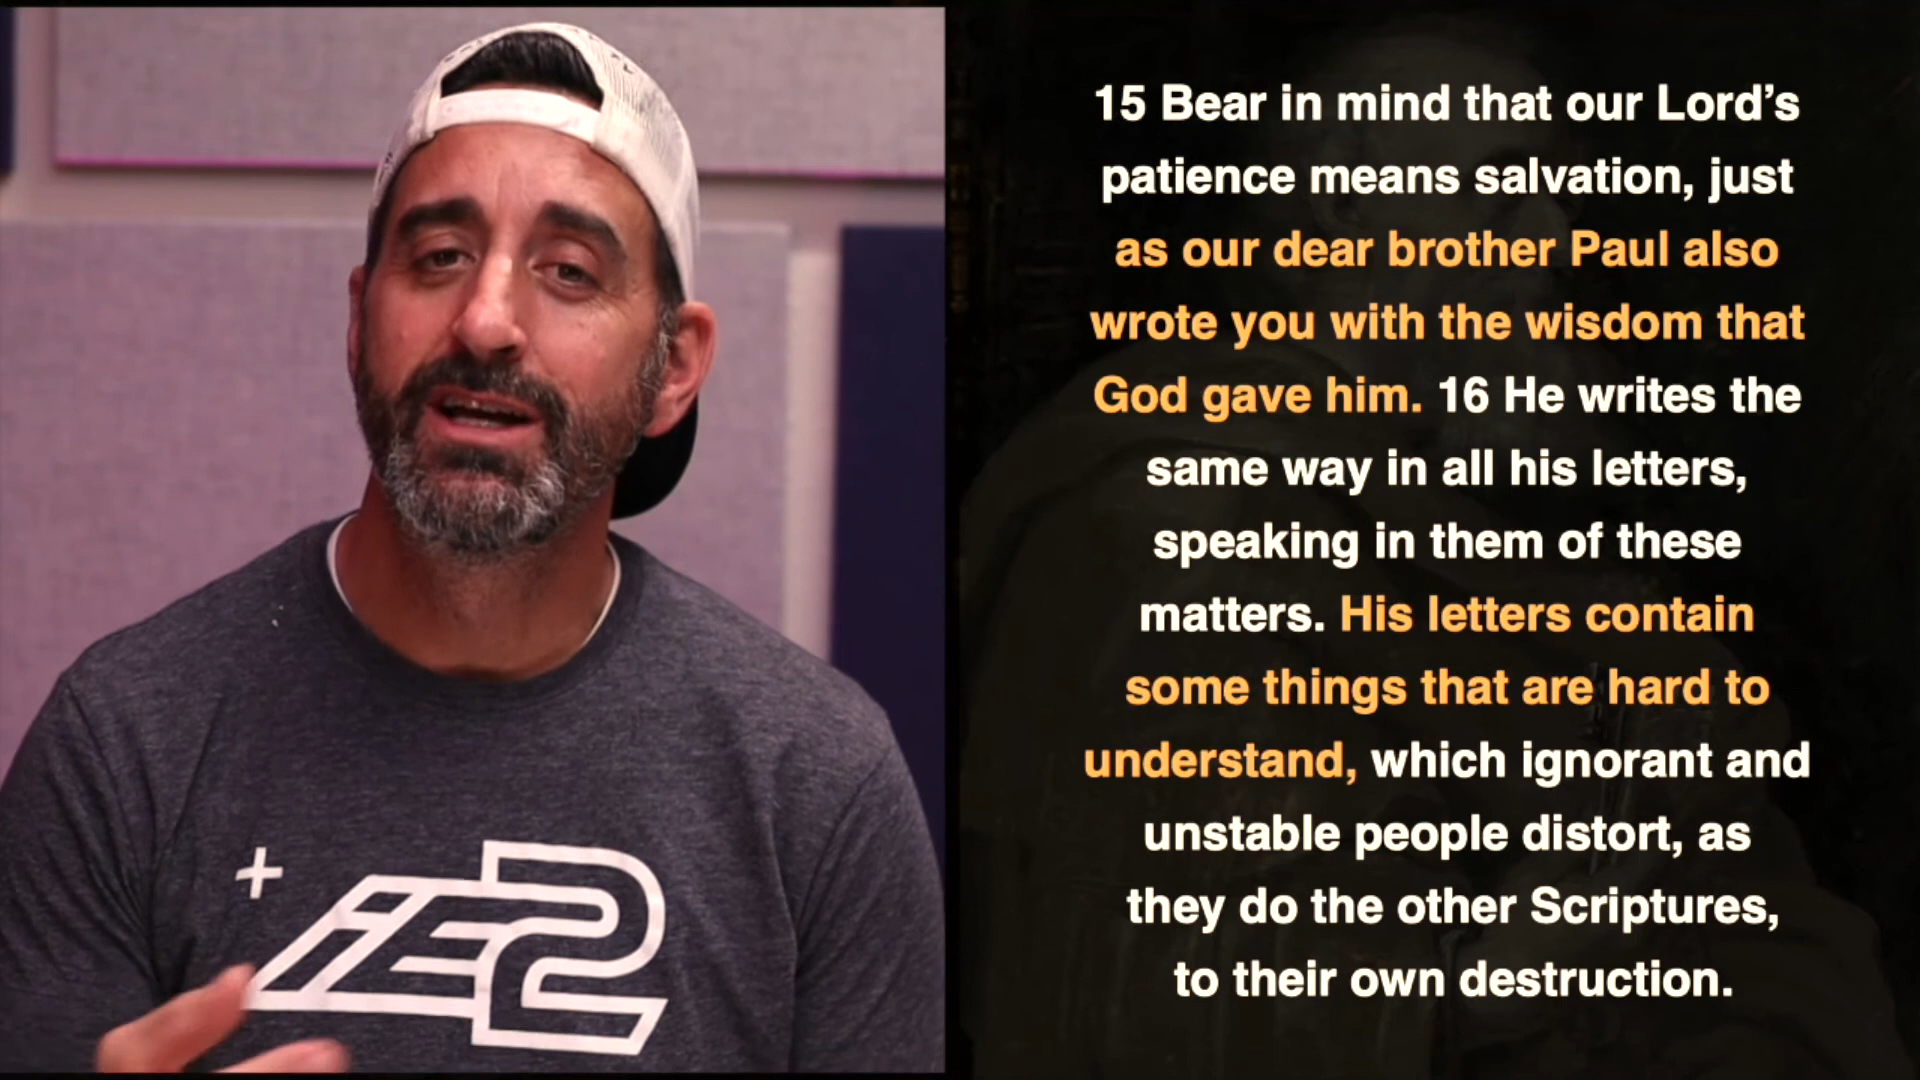 15 Bear in mind that our Lord’s
patience means salvation, just
as our dear brother Paul also
wrote you with the wisdom that
God gave him. 16 He writes the
same way in all his letters,
speaking in them of these
matters. His letters contain
some things that are hard to
understand, which ignorant and
unstable people distort, as
they do the other Scriptures,
to their own destruction.